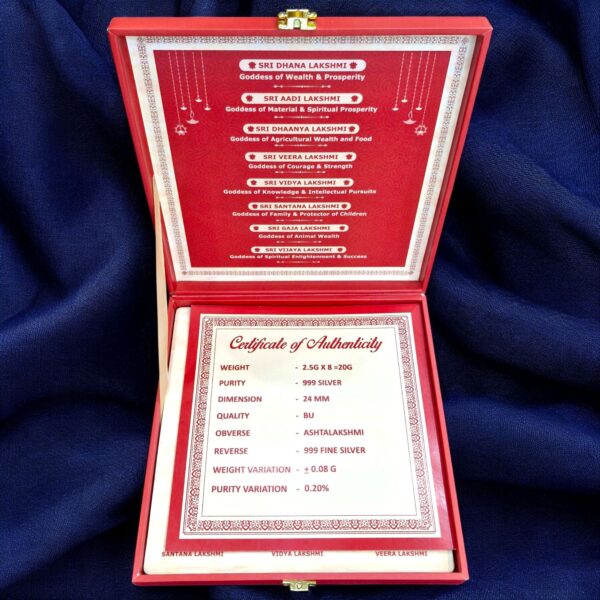 SRI DHANA LAKSHMI
Goddess of Wealth & Prosperity
SRI AADI LAKSHMI
Goddess of Material & Spiritual Prosperity
SRI DHAANYA LAKSHMI
Goddess of Agricultural Wealth and Food
SRI VEERA LAKSHMI
Goddess of Courage & Strength
SRI VIDYA LAKSHMI
Goddess of Knowledge & Intellectual Pursuits
SRI SANTANA LAKSHMI
Goddess of Family & Protector of Children
SRI GAJA LAKSHMI
Goddess of Animal Wealth
SRI VIJAYA LAKSHMI
Goddess of Spiritual Enlightonment & Success
Certificate of Authenticity
WEIGHT - 2.5G X 8 =20G
PURITY - 999 SILVER
DIMENSION - 24 MM
QUALITY - BU
OBVERSE - ASHTALAKSHMI
REVERSE - 999 FINE SILVER
WEIGHT VARIATION - ± 0.08 G
PURITY VARIATION - 0.20%
SANTANA LAKSHMI VIDYA LAKSHMI VEERA LAKSHMI